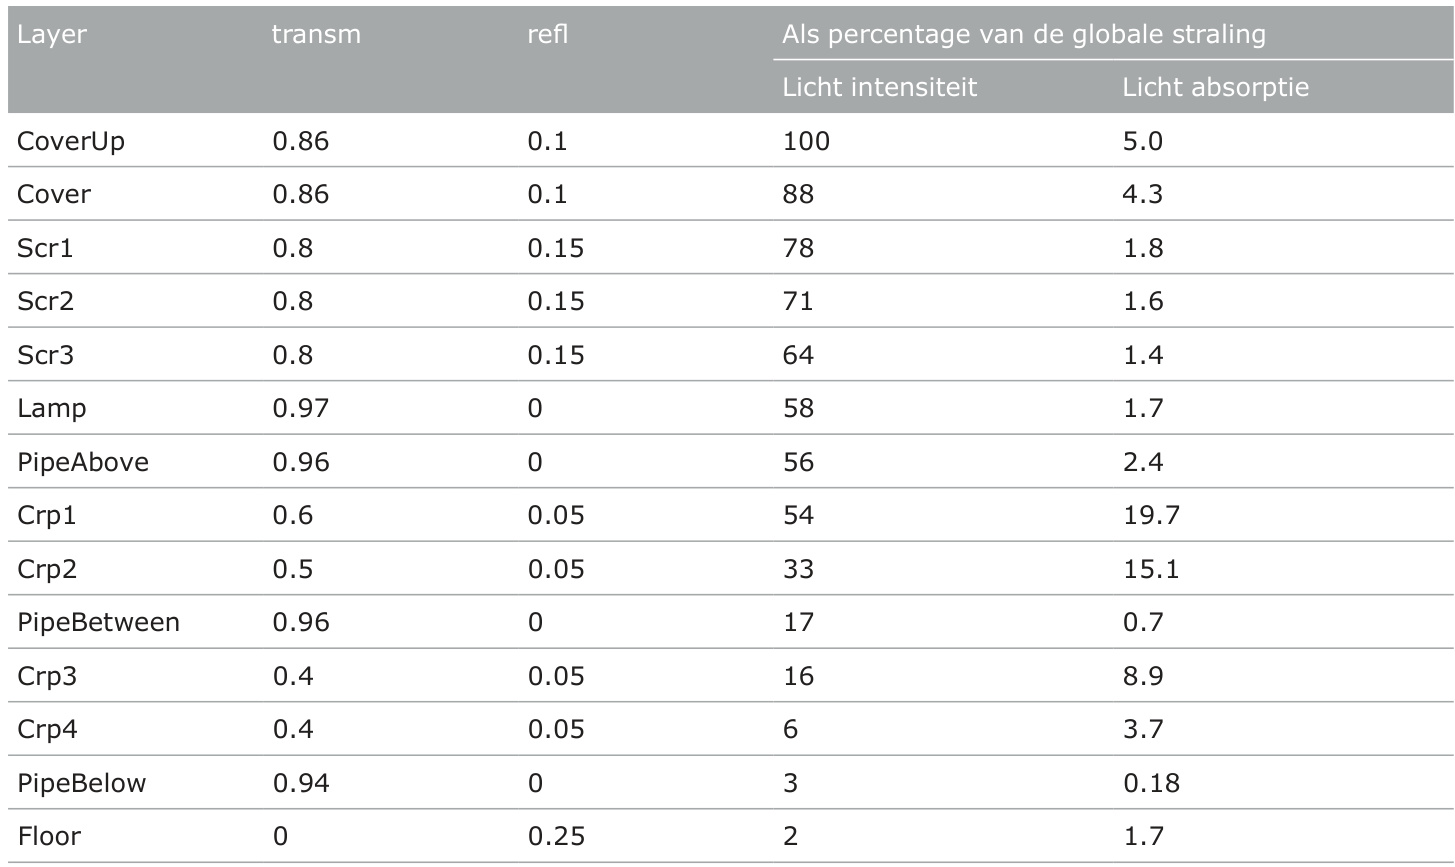 Layer transm refl Als percentage van de globale straling
Licht intensiteit Licht absorptie
CoverUp 0.86 0.1 100 5.0
Cover 0.86 0.1 88 4.3
Scr1 0.8 0.15 78 1.8
Scr2 0.8 0.15 71 1.6
Scr3 0.8 0.15 64 1.4
Lamp 0.97 0 58 1.7
PipeAbove 0.96 0 56 2.4
Crp1 0.6 0.05 54 19.7
Crp2 0.5 0.05 33 15.1
PipeBetween 0.96 0 17 0.7
Crp3 0.4 0.05 16 8.9
Crp4 0.4 0.05 6 3.7
PipeBelow 0.94 0 3 0.18
Floor 0 0.25 2 1.7